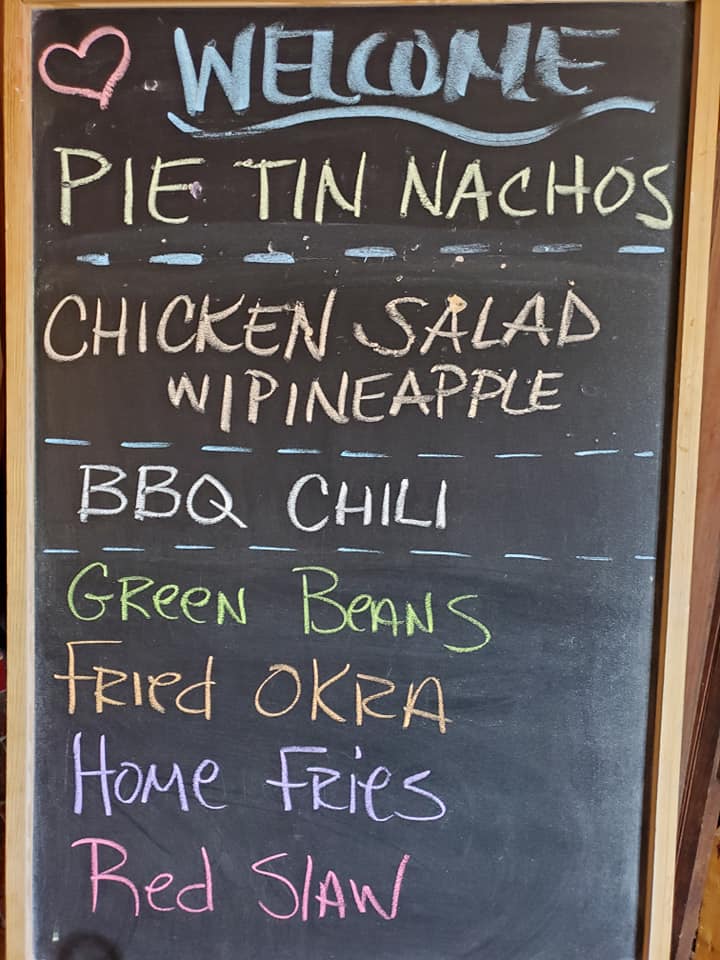 WELCOME
PIE TIN NACHOS
CHICKEN SALAD
W/PINEAPPLE
BBQ CHILI
GReeN BeANS
FRieD OKRA
HOMe FRieS
Red SlAW